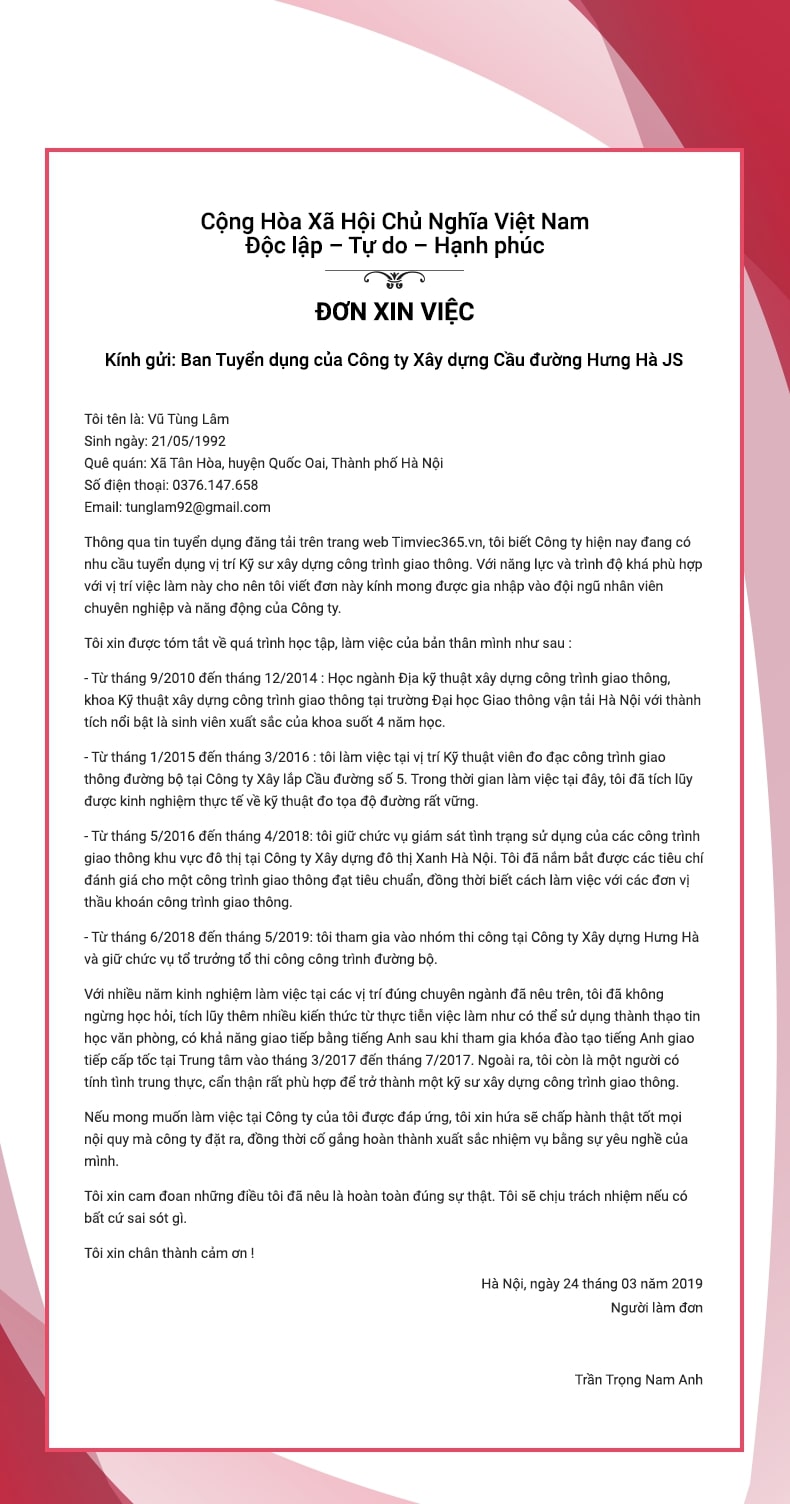 Cộng Hòa Xã Hội Chủ Nghĩa Việt Nam
Độc lập – Tự do – Hạnh phúc
ĐƠN XIN VIỆC
Kính gửi: Ban Tuyển dụng của Công ty Xây dựng Cầu đường Hưng Hà JS
Tôi tên là: Vũ Tùng Lâm
Sinh ngày: 21/05/1992
Quê quán: Xã Tân Hòa, huyện Quốc Oai, Thành phố Hà Nội
Số điện thoại: 0376.147.658
Email: tunglam92@gmail.com
Thông qua tin tuyển dụng đăng tải trên trang web Timviec365.vn, tôi biết Công ty hiện nay đang có
nhu cầu tuyển dụng vị trí Kỹ sư xây dựng công trình giao thông. Với năng lực và trình độ khá phù hợp
với vị trí việc làm này cho nên tôi viết đơn này kính mong được gia nhập vào đội ngũ nhân viên
chuyên nghiệp và năng động của Công ty.
Tôi xin được tóm tắt về quá trình học tập, làm việc của bản thân mình như sau :
- Từ tháng 9/2010 đến tháng 12/2014 : Học ngành Địa kỹ thuật xây dựng công trình giao thông,
khoa Kỹ thuật xây dựng công trình giao thông tại trường Đại học Giao thông vận tải Hà Nội với thành
tích nổi bật là sinh viên xuất sắc của khoa suốt 4 năm học.
- Từ tháng 1/2015 đến tháng 3/2016 : tôi làm việc tại vị trí Kỹ thuật viên đo đạc công trình giao
thông đường bộ tại Công ty Xây lắp Cầu đường số 5. Trong thời gian làm việc tại đây, tôi đã tích lũy
được kinh nghiệm thực tế về kỹ thuật đo tọa độ đường rất vững.
- Từ tháng 5/2016 đến tháng 4/2018: tôi giữ chức vụ giám sát tình trạng sử dụng của các công trình
giao thông khu vực đô thị tại Công ty Xây dựng đô thị Xanh Hà Nội. Tôi đã nắm bắt được các tiêu chí
đánh giá cho một công trình giao thông đạt tiêu chuẩn, đồng thời biết cách làm việc với các đơn vị
thầu khoán công trình giao thông.
- Từ tháng 6/2018 đến tháng 5/2019: tôi tham gia vào nhóm thi công tại Công ty Xây dựng Hưng Hà
và giữ chức vụ tổ trưởng tổ thi công công trình đường bộ.
Với nhiều năm kinh nghiệm làm việc tại các vị trí đúng chuyên ngành đã nêu trên, tôi đã không
ngừng học hỏi, tích lũy thêm nhiều kiến thức từ thực tiễn việc làm như có thể sử dụng thành thạo tin
học văn phòng, có khả năng giao tiếp bằng tiếng Anh sau khi tham gia khóa đào tạo tiếng Anh giao
tiếp cấp tốc tại Trung tâm vào tháng 3/2017 đến tháng 7/2017. Ngoài ra, tôi còn là một người có
tính tình trung thực, cẩn thận rất phù hợp để trở thành một kỹ sư xây dựng công trình giao thông.
Nếu mong muốn làm việc tại Công ty của tôi được đáp ứng, tôi xin hứa sẽ chấp hành thật tốt mọi
nội quy mà công ty đặt ra, đồng thời cố gắng hoàn thành xuất sắc nhiệm vụ bằng sự yêu nghề của
mình.
Tôi xin cam đoan những điều tôi đã nêu là hoàn toàn đúng sự thật. Tôi sẽ chịu trách nhiệm nếu có
bất cứ sai sót gì.
Tôi xin chân thành cảm ơn !
Hà Nội, ngày 24 tháng 03 năm 2019
Người làm đơn
Trần Trọng Nam Anh